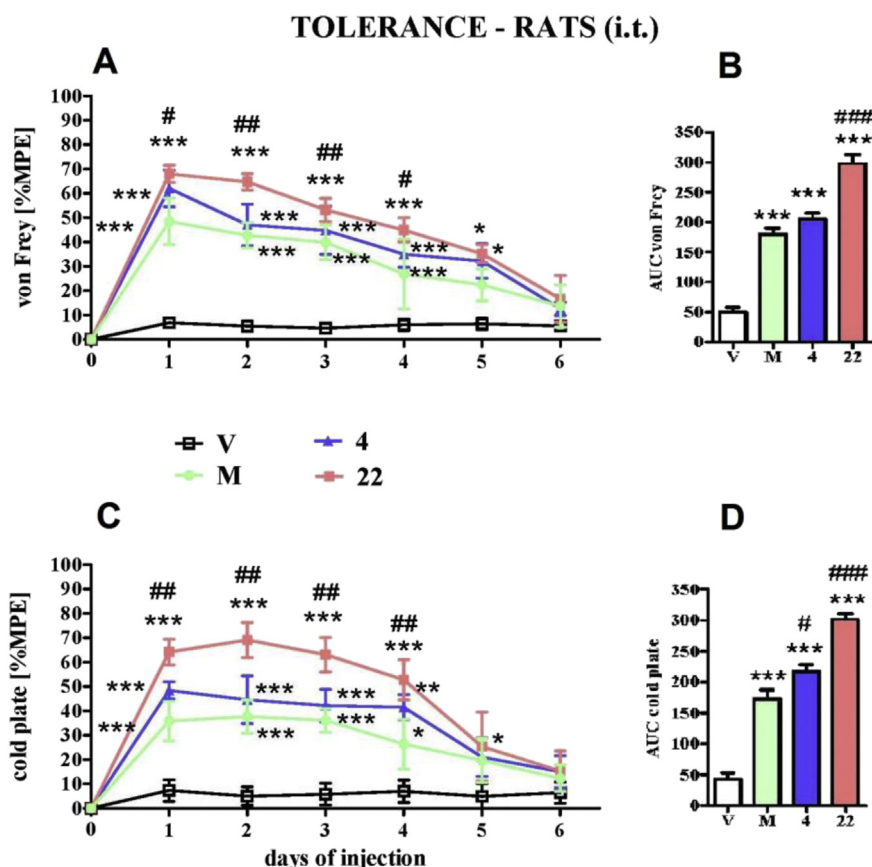 TOLERANCE - RATS (i.t.)
A
von Frey [%MPE]
100
90
80
70
60
50
40
30
20
10
0
# ## ## #
*** *** *** *** *
*** *** *** *** *
*** *** *** ***
0 1 2 3 4 5 6
B
AUC von Frey
350
300
250
200
150
100
50
0
###
*** *** ***
V M 4 22
V 4
M 22
C
cold plate [%MPE]
100
90
80
70
60
50
40
30
20
10
0
## ## ## ##
*** *** *** ***
*** *** *** ** *
*** *** *** *
0 1 2 3 4 5 6
days of injection
D
AUC cold plate
350
300
250
200
150
100
50
0
# ###
*** *** ***
V M 4 22